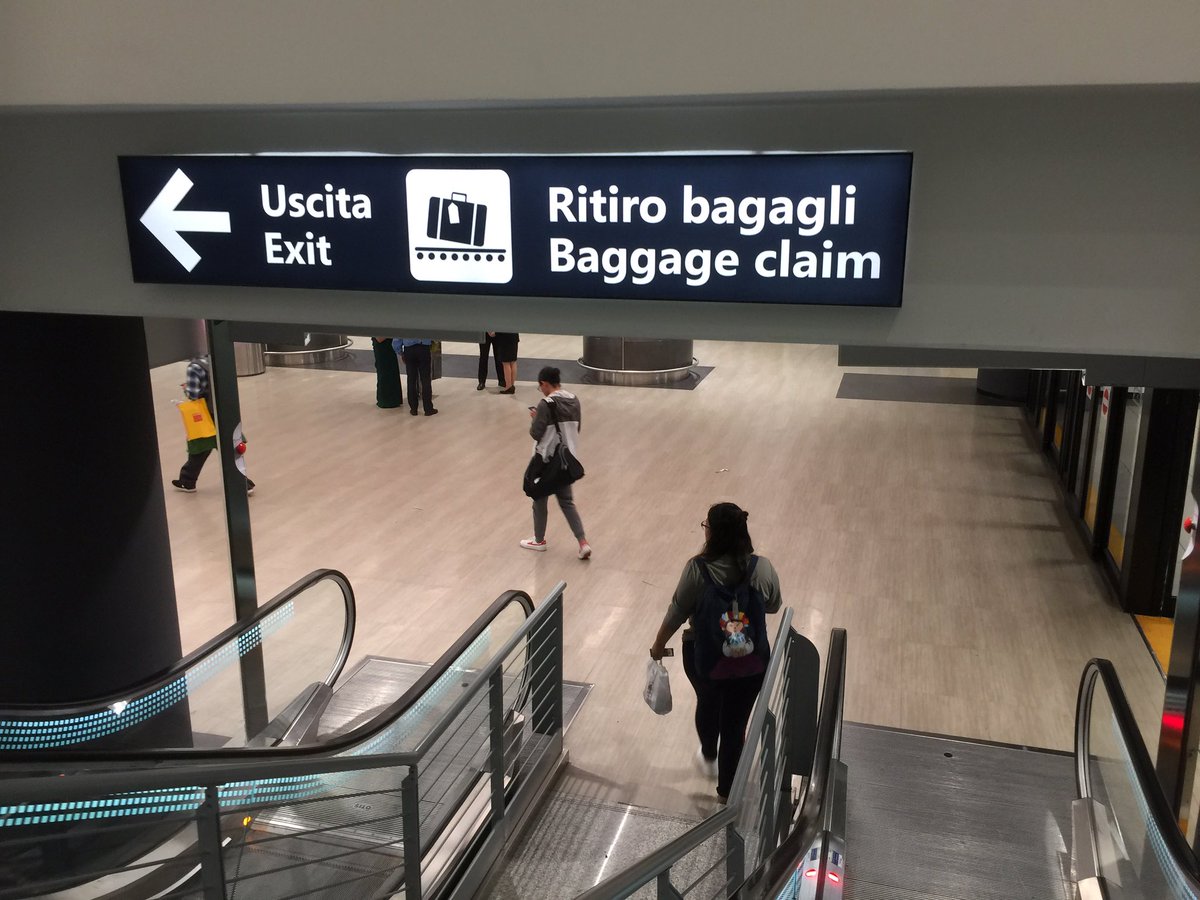 Uscita
Exit
Ritiro bagagli
Baggage claim